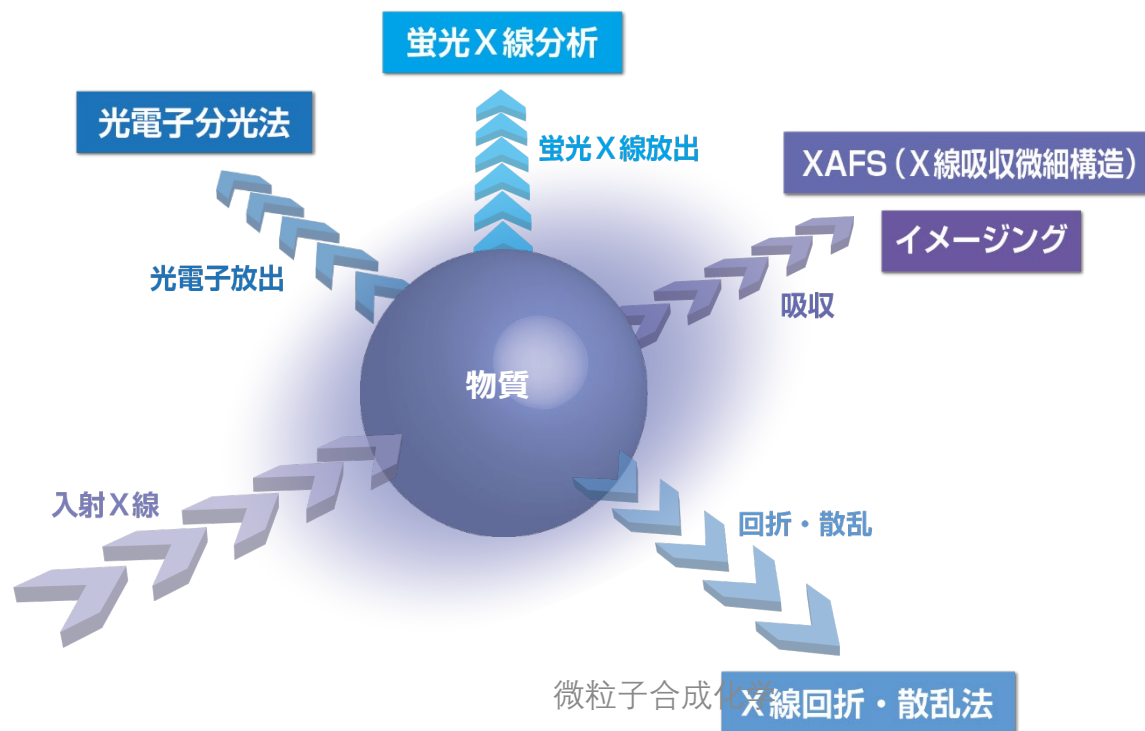 蛍光X線分析
光電子分光法
蛍光X線放出
XAFS（X線吸収微細構造）
イメージング
光電子放出
吸収
物質
入射X線
回折・散乱
微粒子合成化学
X線回折・散乱法